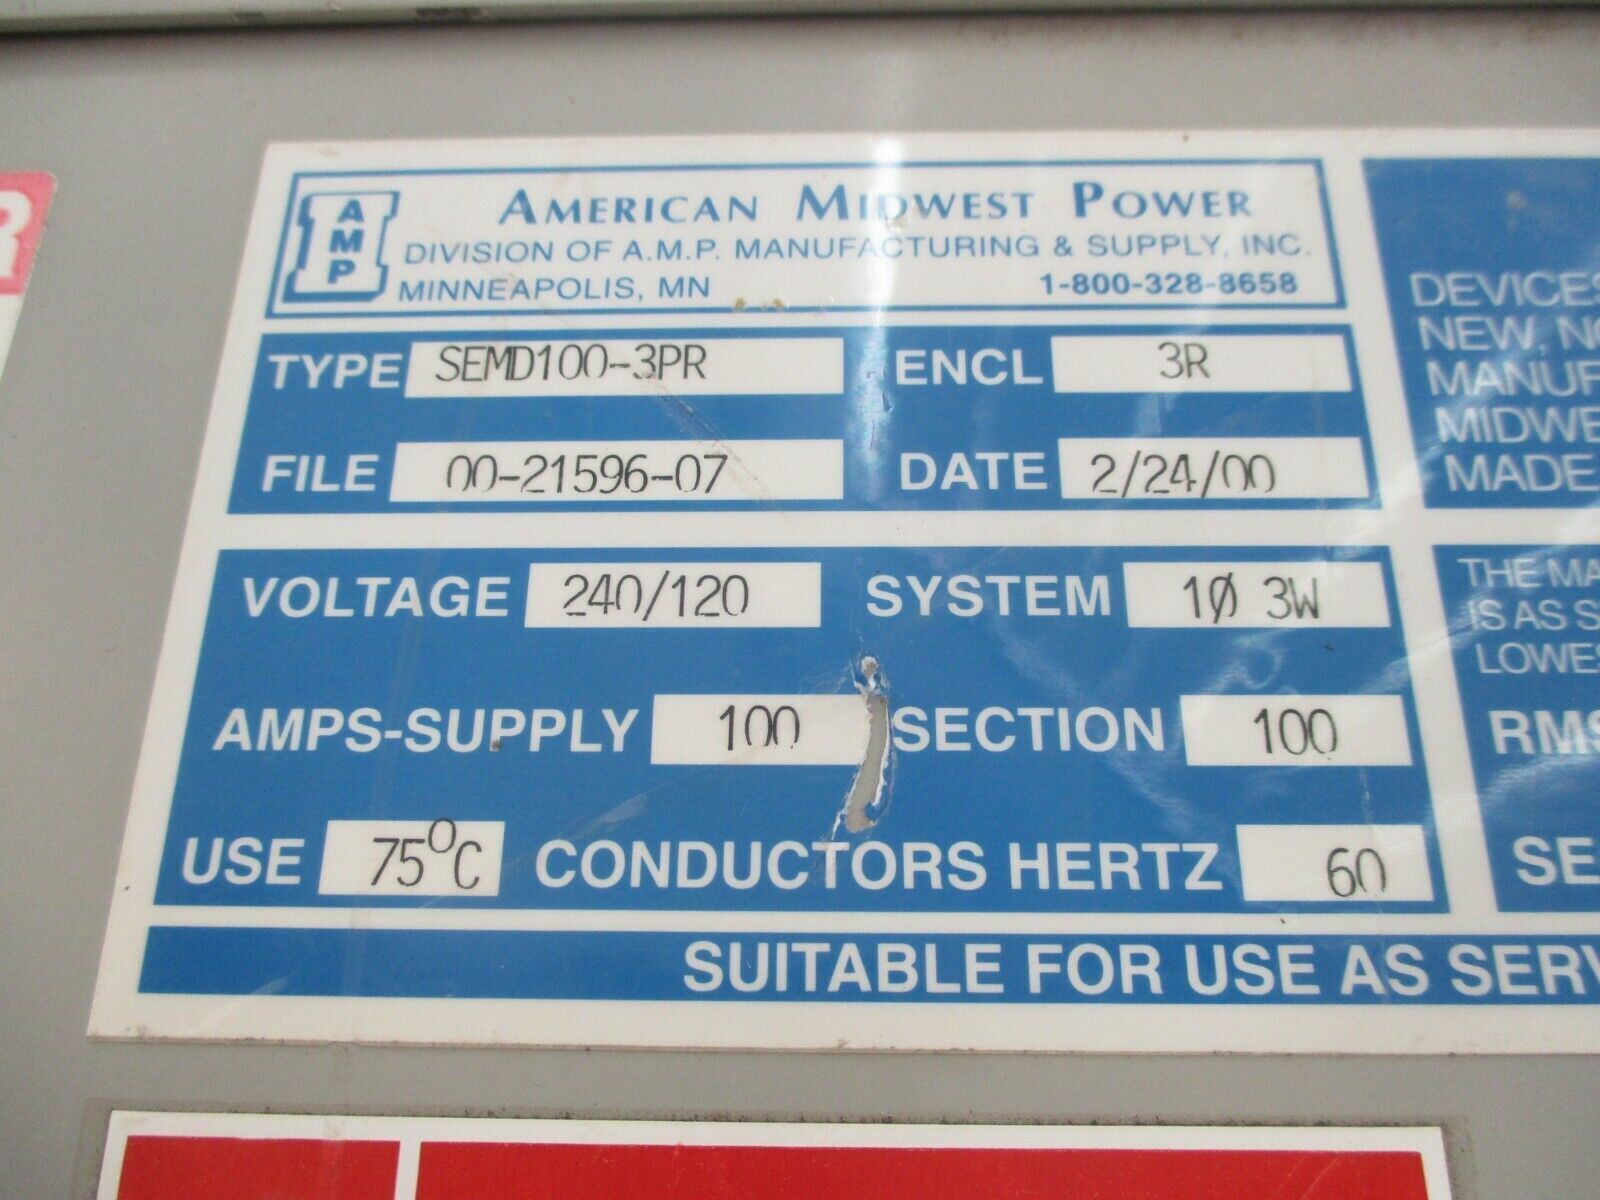 AMP
AMERICAN MIDWEST POWER
DIVISION OF A.M.P. MANUFACTURING & SUPPLY, INC.
MINNEAPOLIS, MN 1-800-328-8658
TYPE SEMD100-3PR ENCL 3R
FILE 00-21596-07 DATE 2/24/00
VOLTAGE 240/120 SYSTEM 1Ø 3W
AMPS-SUPPLY 100 SECTION 100
USE 75°C CONDUCTORS HERTZ 60
SUITABLE FOR USE AS SERV
R
DEVICES
NEW, NO
MANUF
MIDWE
MADE
THE MA
IS AS S
LOWES
RMS
SE